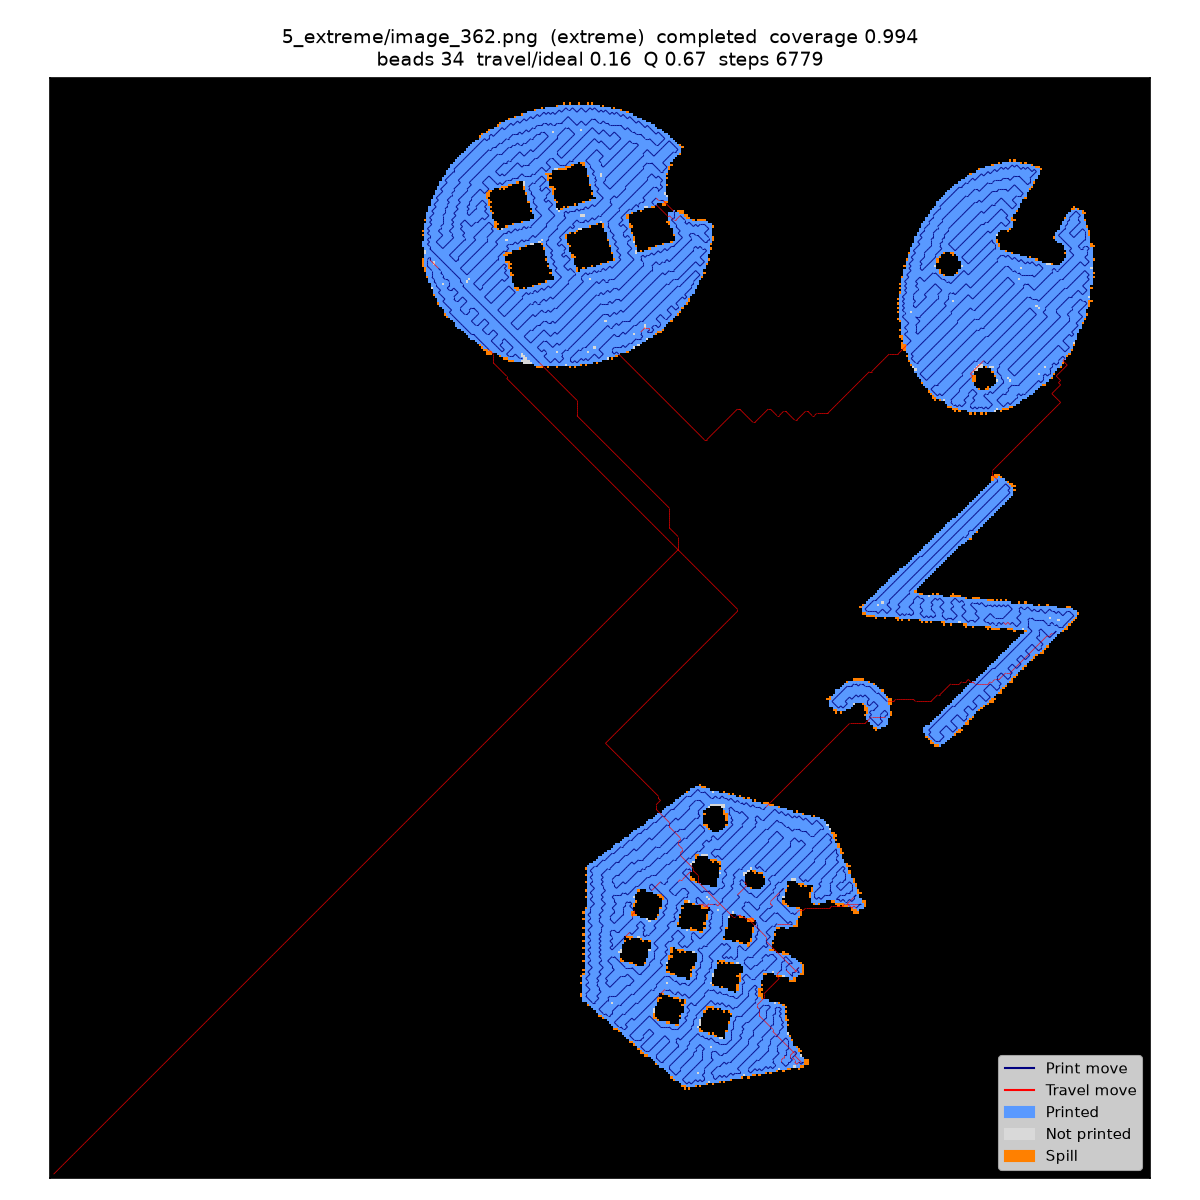 5_extreme/image_362.png  (extreme)  completed  coverage 0.994
beads 34  travel/ideal 0.16  Q 0.67  steps 6779
Print move
Travel move
Printed
Not printed
Spill